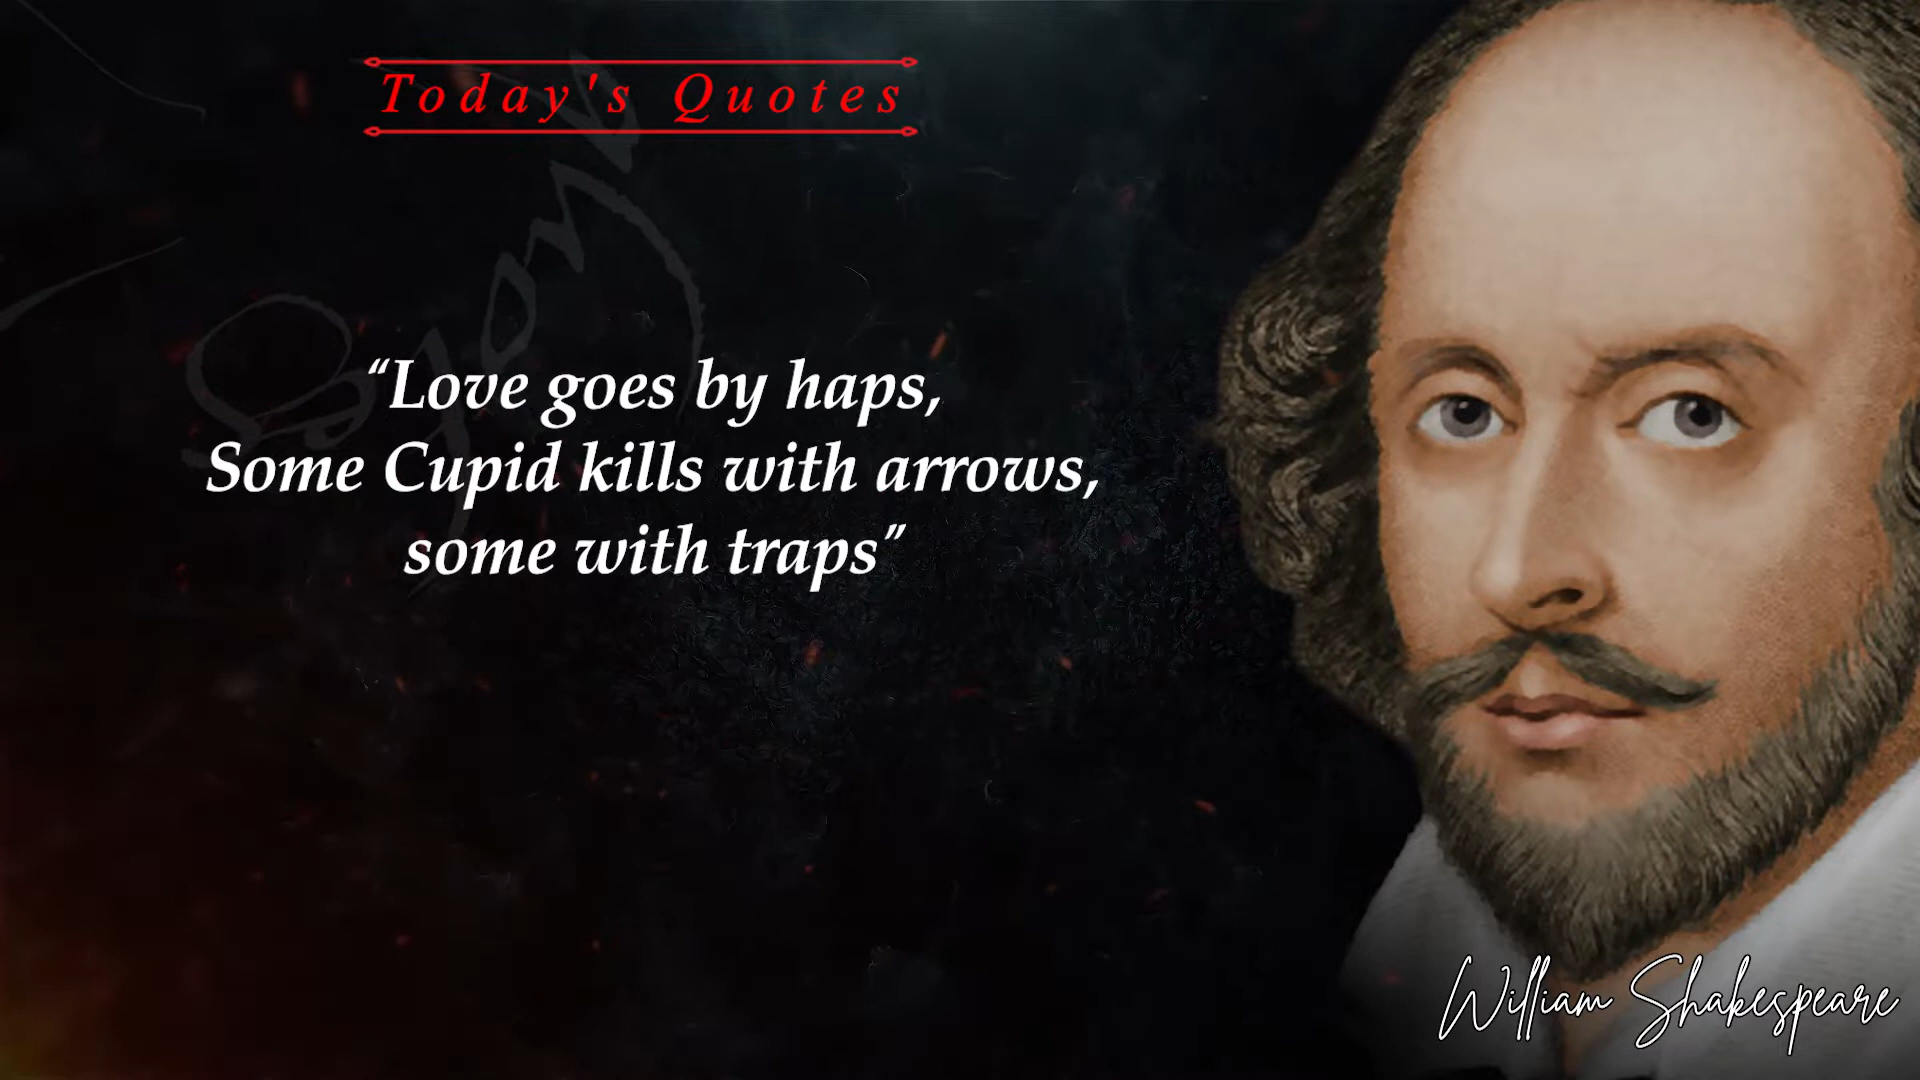 Today's Quotes
“Love goes by haps,
Some Cupid kills with arrows,
some with traps”
William Shakespeare